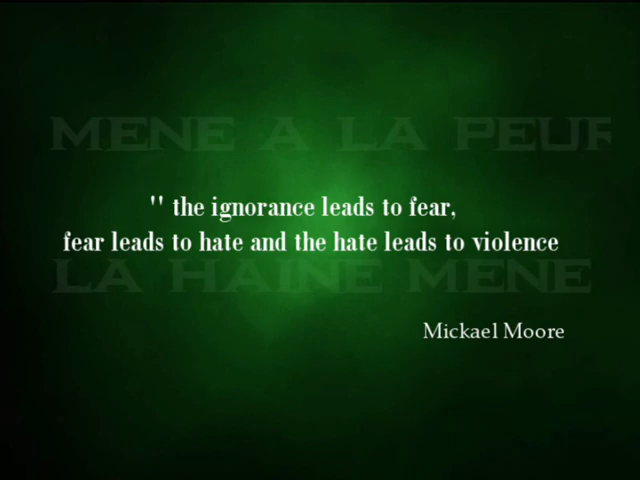 MENE A LA PEUR
'' the ignorance leads to fear,
fear leads to hate and the hate leads to violence
LA HAINE MENE
Mickael Moore